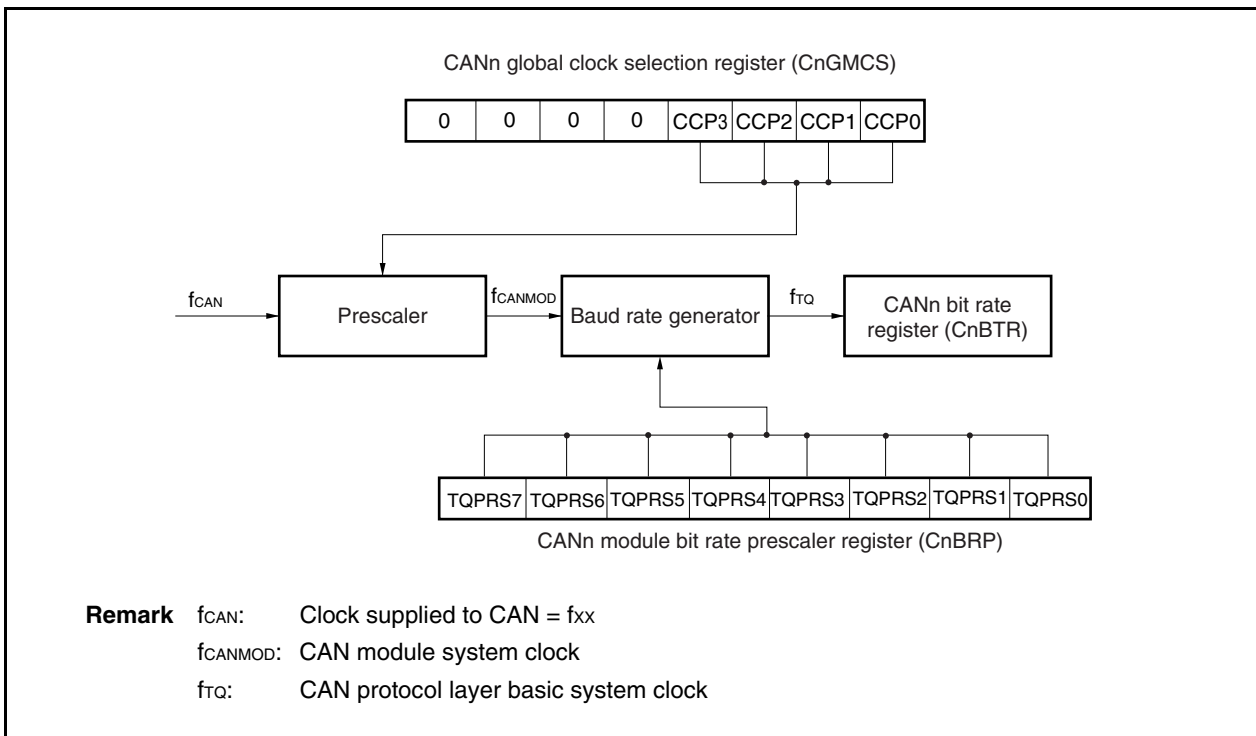 CANn global clock selection register (CnGMCS)
0 0 0 0 CCP3 CCP2 CCP1 CCP0
fCAN
Prescaler
fCANMOD
Baud rate generator
fTQ
CANn bit rate
register (CnBTR)
TQPRS7 TQPRS6 TQPRS5 TQPRS4 TQPRS3 TQPRS2 TQPRS1 TQPRS0
CANn module bit rate prescaler register (CnBRP)
Remark fCAN: Clock supplied to CAN = fXX
fCANMOD: CAN module system clock
fTQ: CAN protocol layer basic system clock